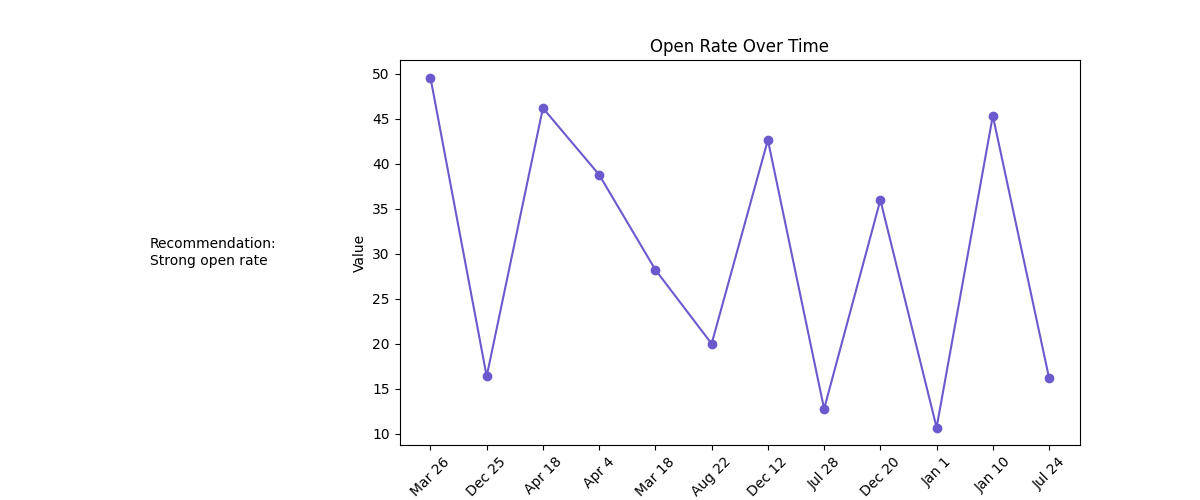 Open Rate Over Time
Recommendation:
Strong open rate
Value
50
45
40
35
30
25
20
15
10
Mar 26
Dec 25
Apr 18
Apr 4
Mar 18
Aug 22
Dec 12
Jul 28
Dec 20
Jan 1
Jan 10
Jul 24